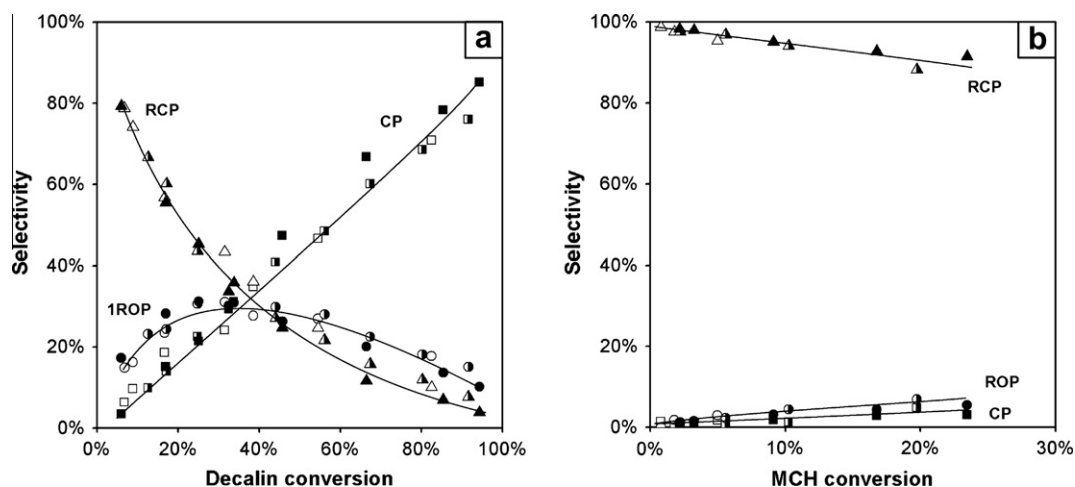 100%
80%
60%
40%
20%
0%
Selectivity
a
RCP
CP
1ROP
0% 20% 40% 60% 80% 100%
Decalin conversion
100%
80%
60%
40%
20%
0%
Selectivity
b
RCP
ROP
CP
0% 10% 20% 30%
MCH conversion